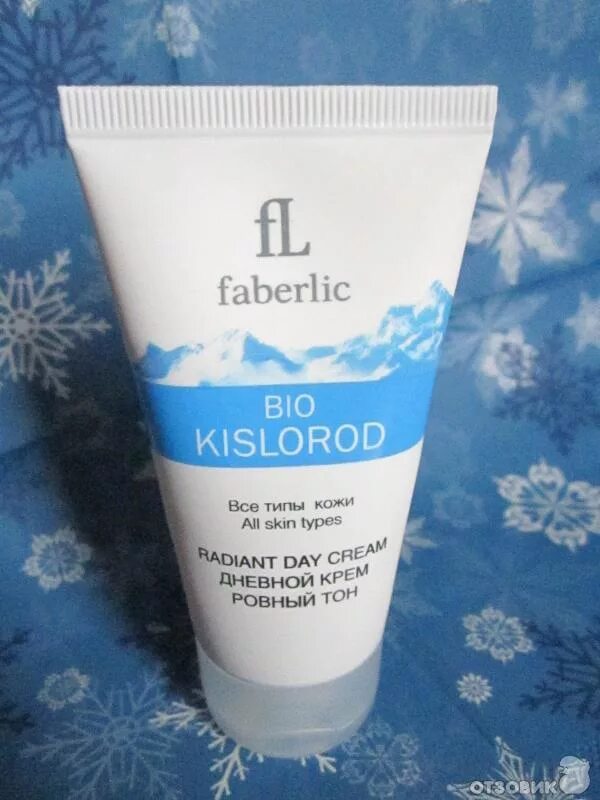 fL
faberlic
BIO
KISLOROD
Все типы кожи
All skin types
RADIANT DAY CREAM
ДНЕВНОЙ КРЕМ
РОВНЫЙ ТОН
ОТЗОВИК